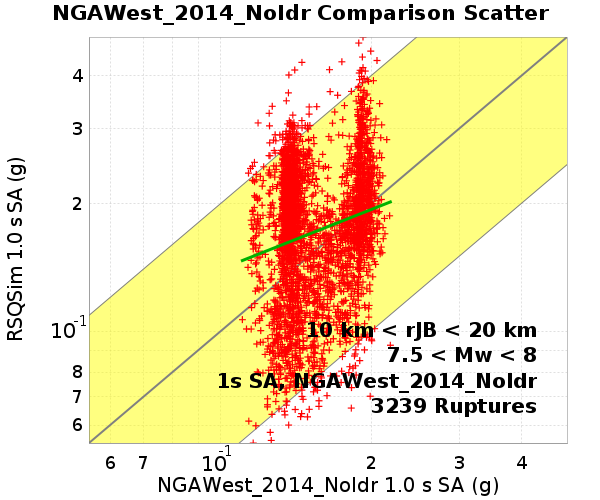 NGAWest_2014_NoIdr Comparison Scatter
RSQSim 1.0 s SA (g)
4
3
2
10-1
8
7
6
10 km < rJB < 20 km
7.5 < Mw < 8
1s SA, NGAWest_2014_NoIdr
3239 Ruptures
6 7 10-1 2 3 4
NGAWest_2014_NoIdr 1.0 s SA (g)